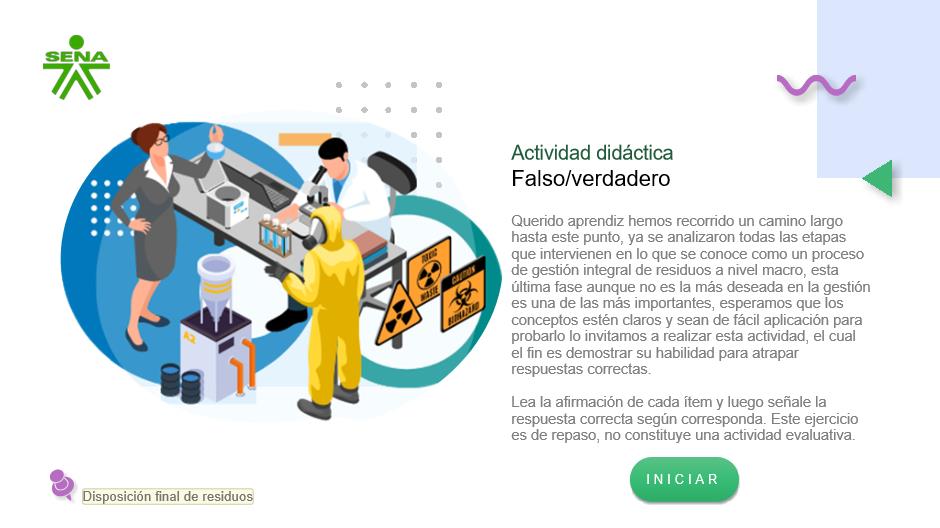 SENA
Actividad didáctica
Falso/verdadero
Querido aprendiz hemos recorrido un camino largo
hasta este punto, ya se analizaron todas las etapas
que intervienen en lo que se conoce como un proceso
de gestión integral de residuos a nivel macro, esta
última fase aunque no es la más deseada en la gestión
es una de las más importantes, esperamos que los
conceptos estén claros y sean de fácil aplicación para
probarlo lo invitamos a realizar esta actividad, el cual
el fin es demostrar su habilidad para atrapar
respuestas correctas.
Lea la afirmación de cada ítem y luego señale la
respuesta correcta según corresponda. Este ejercicio
es de repaso, no constituye una actividad evaluativa.
INICIAR
TOXIC
WASTE
CAUTION
BIOHAZARD
A2
Disposición final de residuos